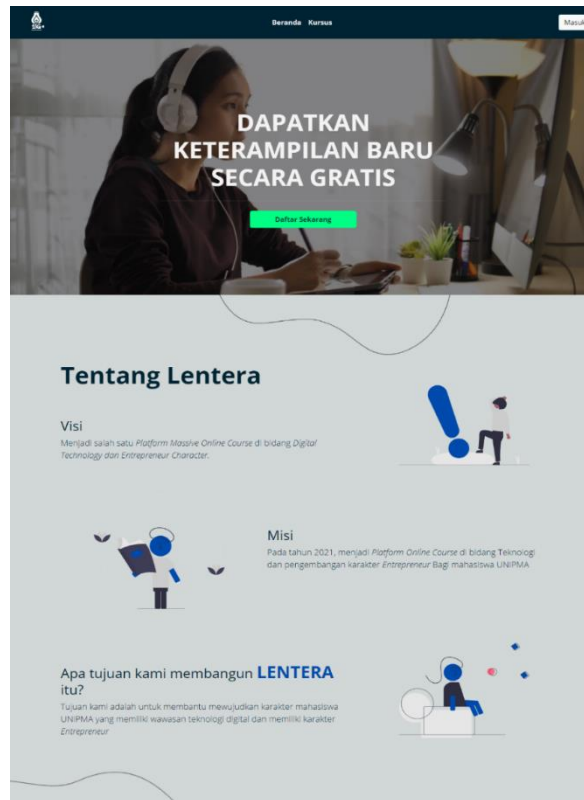 Beranda Kursus
Masuk
DAPATKAN
KETERAMPILAN BARU
SECARA GRATIS
Daftar Sekarang
Tentang Lentera
Visi
Menjadi salah satu Platform Massive Online Course di bidang Digital
Technology dan Entrepreneur Character.
Misi
Pada tahun 2021, menjadi Platform Online Course di bidang Teknologi
dan pengembangan karakter Entrepreneur Bagi mahasiswa UNIPMA
Apa tujuan kami membangun LENTERA
itu?
Tujuan kami adalah untuk membantu mewujudkan karakter mahasiswa
UNIPMA yang memiliki wawasan teknologi digital dan memiliki karakter
Entrepreneur